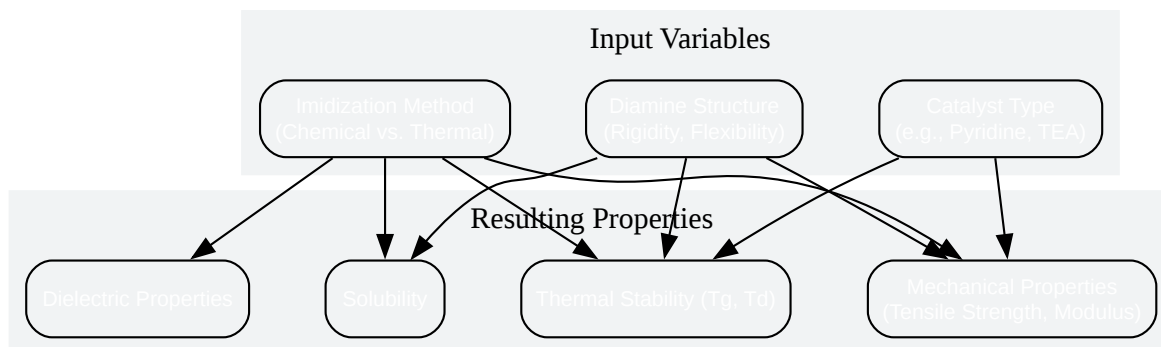 Input Variables
Imidization Method
(Chemical vs. Thermal)
Diamine Structure
(Rigidity, Flexibility)
Catalyst Type
(e.g., Pyridine, TEA)
Resulting Properties
Dielectric Properties
Solubility
Thermal Stability (Tg, Td)
Mechanical Properties
(Tensile Strength, Modulus)